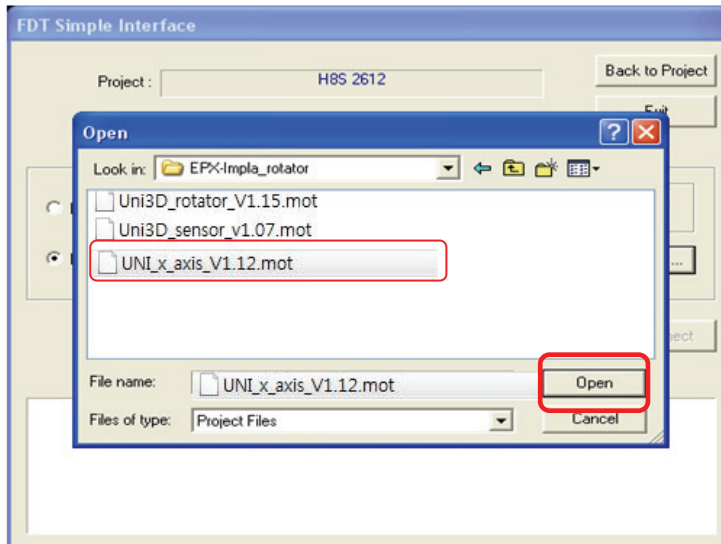 FDT Simple Interface
Project : H8S 2612 Back to Project
Exit
Open
Look in: EPX-Impla_rotator
Uni3D_rotator_V1.15.mot
Uni3D_sensor_v1.07.mot
UNI_x_axis_V1.12.mot
...
File name: UNI_x_axis_V1.12.mot Open
Files of type: Project Files Cancel